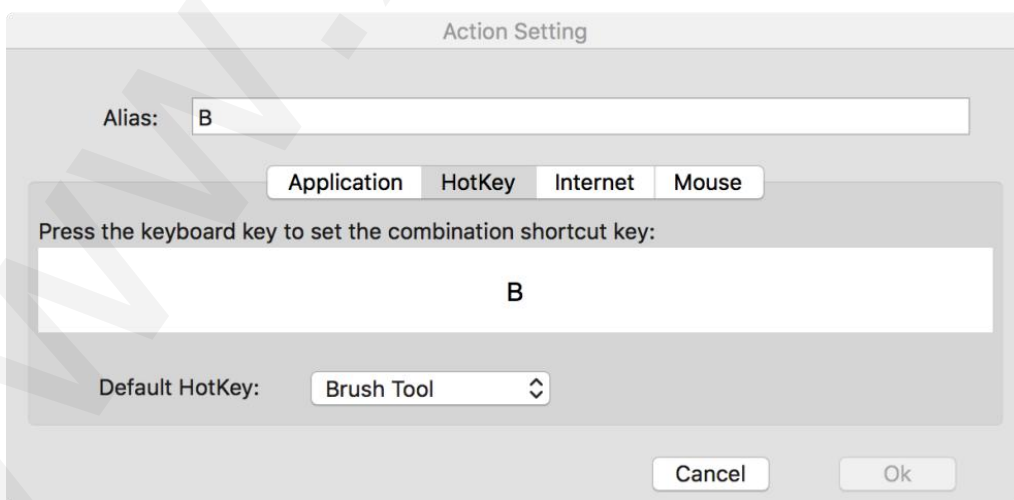 Action Setting
Alias: B
Application HotKey Internet Mouse
Press the keyboard key to set the combination shortcut key:
B
Default HotKey: Brush Tool
Cancel Ok